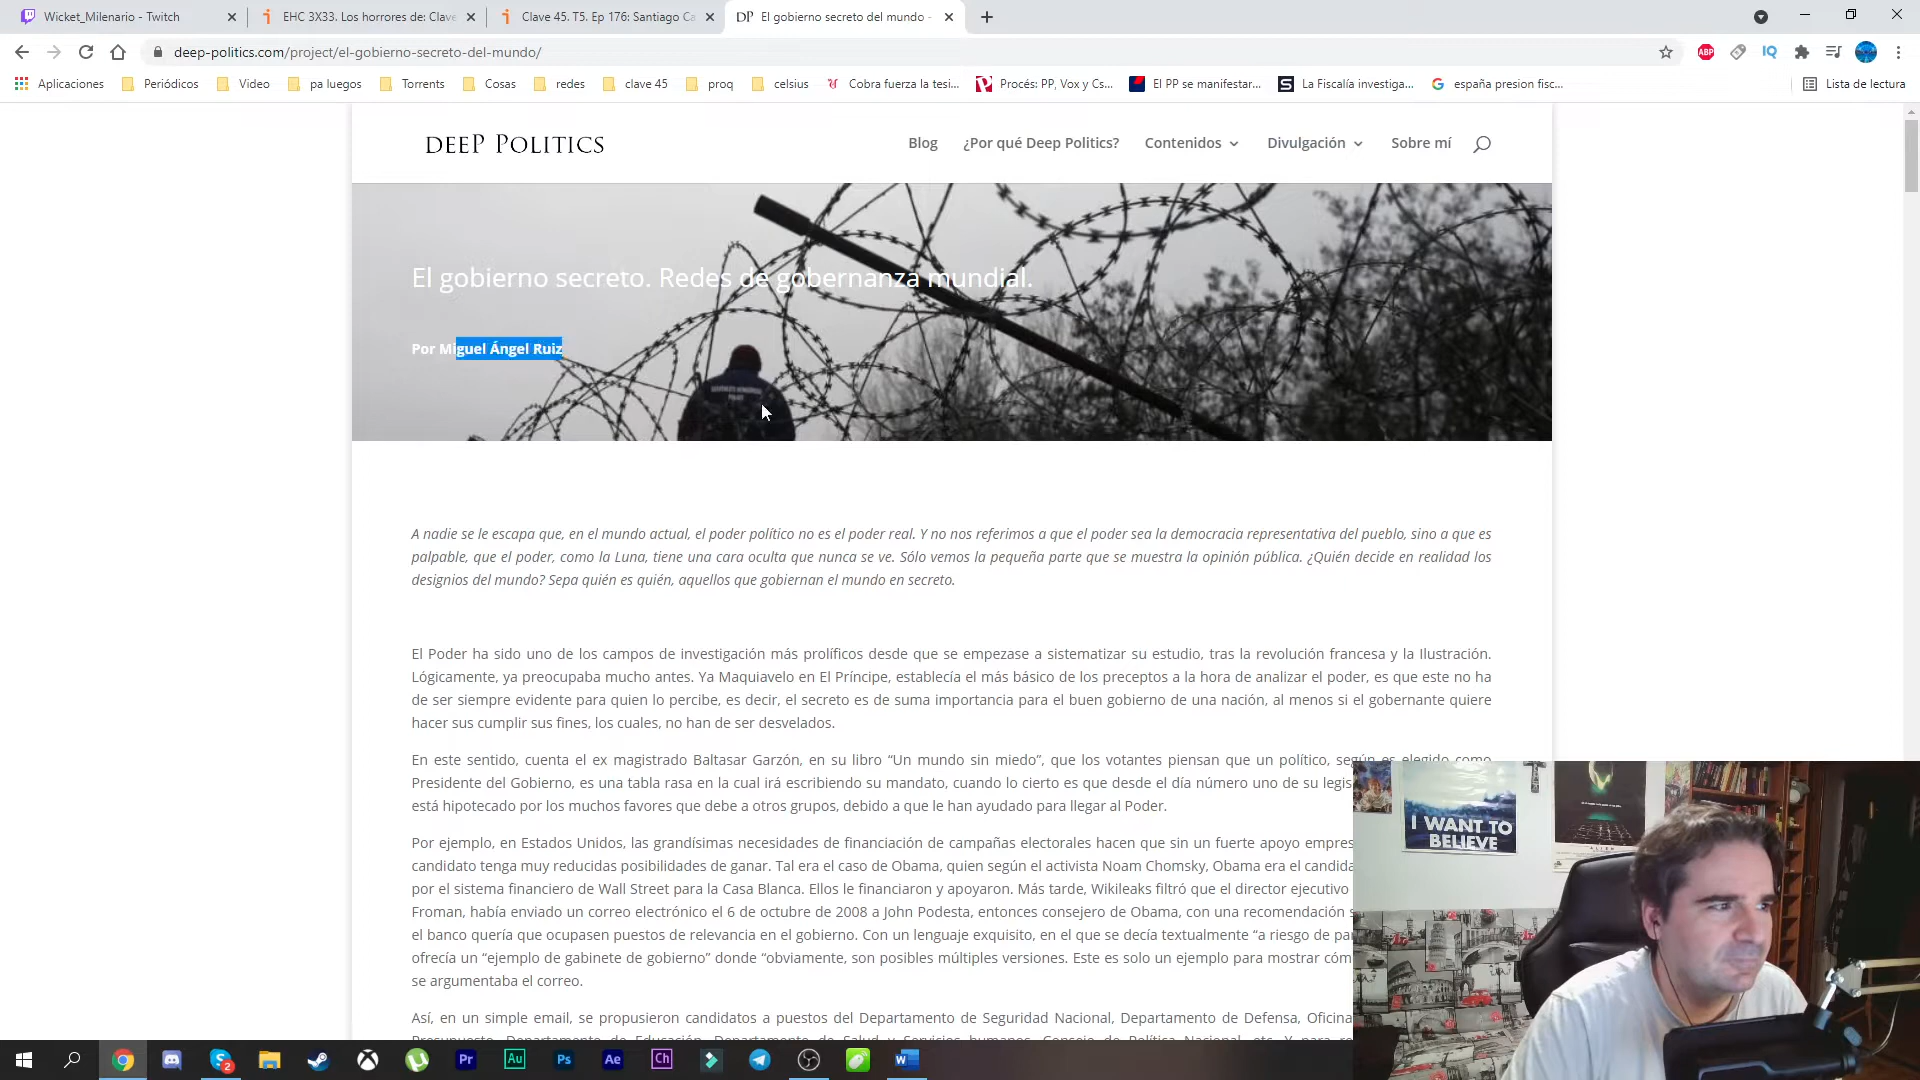 Wicket_Milenario - Twitch
EHC 3X33. Los horrores de: Clave
Clave 45. T5. Ep 176: Santiago Ca
DP El gobierno secreto del mundo -
deep-politics.com/project/el-gobierno-secreto-del-mundo/
ABP
IQ
Aplicaciones
Periódicos
Video
pa luegos
Torrents
Cosas
redes
clave 45
proq
celsius
Cobra fuerza la tesi...
Procés: PP, Vox y Cs...
El PP se manifestar...
La Fiscalía investiga...
españa presion fisc...
Lista de lectura
DEEP POLITICS
Blog
¿Por qué Deep Politics?
Contenidos
Divulgación
Sobre mí
El gobierno secreto. Redes de gobernanza mundial.
Por Miguel Ángel Ruiz
A nadie se le escapa que, en el mundo actual, el poder político no es el poder real. Y no nos referimos a que el poder sea la democracia representativa del pueblo, sino a que es
palpable, que el poder, como la Luna, tiene una cara oculta que nunca se ve. Sólo vemos la pequeña parte que se muestra la opinión pública. ¿Quién decide en realidad los
designios del mundo? Sepa quién es quién, aquellos que gobiernan el mundo en secreto.
El Poder ha sido uno de los campos de investigación más prolíficos desde que se empezase a sistematizar su estudio, tras la revolución francesa y la Ilustración.
Lógicamente, ya preocupaba mucho antes. Ya Maquiavelo en El Príncipe, establecía el más básico de los preceptos a la hora de analizar el poder, es que este no ha
de ser siempre evidente para quien lo percibe, es decir, el secreto es de suma importancia para el buen gobierno de una nación, al menos si el gobernante quiere
hacer sus cumplir sus fines, los cuales, no han de ser desvelados.
En este sentido, cuenta el ex magistrado Baltasar Garzón, en su libro “Un mundo sin miedo”, que los votantes piensan que un político, según es elegido como
Presidente del Gobierno, es una tabla rasa en la cual irá escribiendo su mandato, cuando lo cierto es que desde el día número uno de su legis
está hipotecado por los muchos favores que debe a otros grupos, debido a que le han ayudado para llegar al Poder.
Por ejemplo, en Estados Unidos, las grandísimas necesidades de financiación de campañas electorales hacen que sin un fuerte apoyo empres
candidato tenga muy reducidas posibilidades de ganar. Tal era el caso de Obama, quien según el activista Noam Chomsky, Obama era el candida
por el sistema financiero de Wall Street para la Casa Blanca. Ellos le financiaron y apoyaron. Más tarde, Wikileaks filtró que el director ejecutivo
Froman, había enviado un correo electrónico el 6 de octubre de 2008 a John Podesta, entonces consejero de Obama, con una recomendación s
el banco quería que ocupasen puestos de relevancia en el gobierno. Con un lenguaje exquisito, en el que se decía textualmente “a riesgo de par
ofrecía un “ejemplo de gabinete de gobierno” donde “obviamente, son posibles múltiples versiones. Este es solo un ejemplo para mostrar cóm
se argumentaba el correo.
Así, en un simple email, se propusieron candidatos a puestos del Departamento de Seguridad Nacional, Departamento de Defensa, Oficina
I WANT TO
BELIEVE
ALIEN
2
Pr
Au
Ps
Ae
Ch